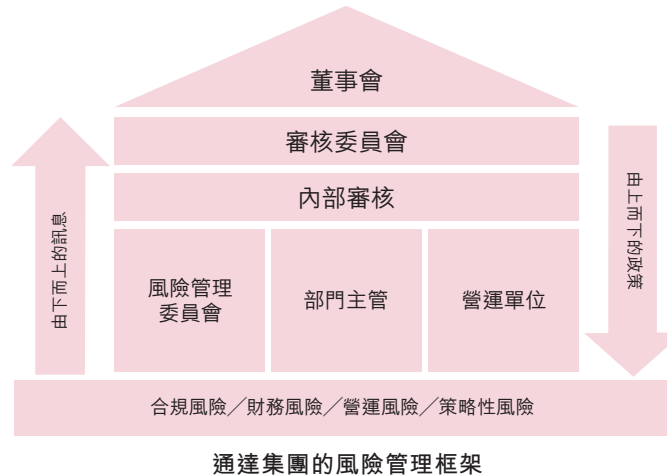 董事會
審核委員會
內部審核
由下而上的訊息
由上而下的政策
風險管理
委員會
部門主管
營運單位
合規風險╱財務風險╱營運風險╱策略性風險
通達集團的風險管理框架